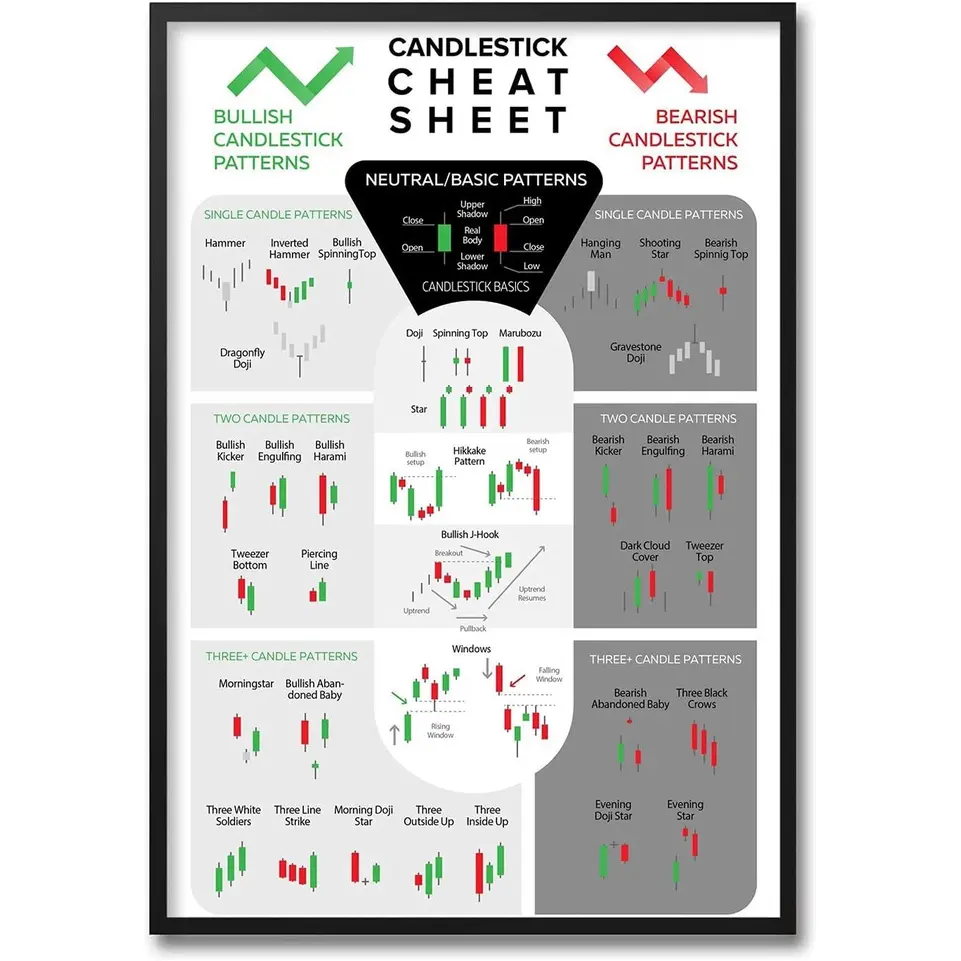 CANDLESTICK
CHEAT
SHEET
BULLISH
CANDLESTICK
PATTERNS
BEARISH
CANDLESTICK
PATTERNS
NEUTRAL/BASIC PATTERNS
Upper
Shadow
Real
Body
Lower
Shadow
Close
Open
High
Open
Close
Low
CANDLESTICK BASICS
SINGLE CANDLE PATTERNS
Hammer
Inverted
Hammer
Bullish
SpinningTop
Dragonfly
Doji
SINGLE CANDLE PATTERNS
Hanging
Man
Shooting
Star
Bearish
Spinnig Top
Gravestone
Doji
Doji
Spinning Top
Marubozu
Star
TWO CANDLE PATTERNS
Bullish
Kicker
Bullish
Engulfing
Bullish
Harami
Tweezer
Bottom
Piercing
Line
Bullish
setup
Hikkake
Pattern
Bearish
setup
Bullish J-Hook
Breakout
Uptrend
Pullback
Uptrend
Resumes
TWO CANDLE PATTERNS
Bearish
Kicker
Bearish
Engulfing
Bearish
Harami
Dark Cloud
Cover
Tweezer
Top
THREE+ CANDLE PATTERNS
Morningstar
Bullish Aban-
doned Baby
Windows
Rising
Window
Falling
Window
Three White
Soldiers
Three Line
Strike
Morning Doji
Star
Three
Outside Up
Three
Inside Up
THREE+ CANDLE PATTERNS
Bearish
Abandoned Baby
Three Black
Crows
Evening
Doji Star
Evening
Star